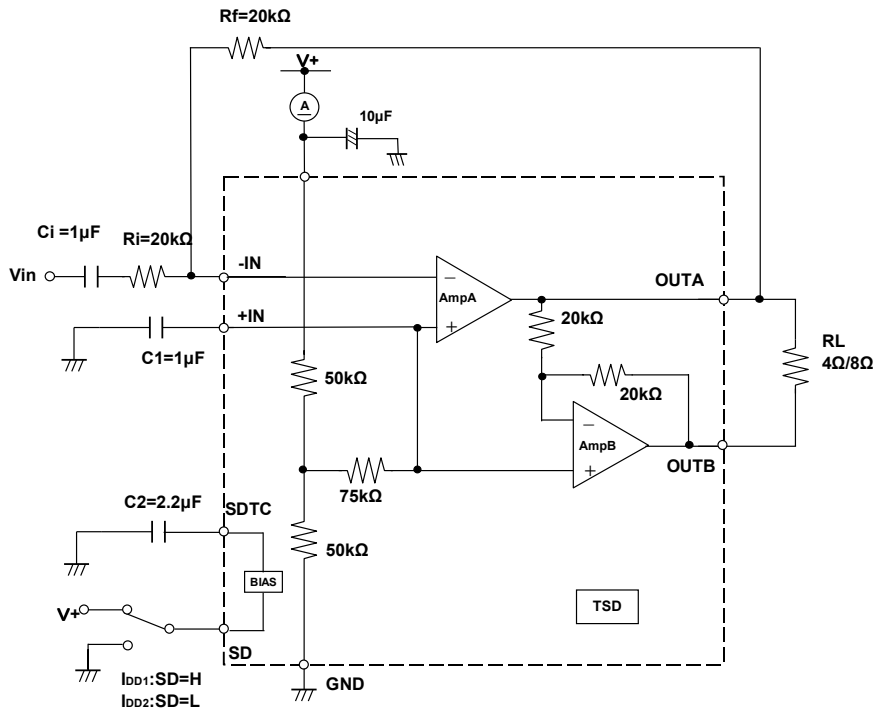 Rf=20kΩ
V+
A
10µF
Ci =1µF
Ri=20kΩ
Vin
-IN
AmpA
OUTA
+IN
C1=1µF
20kΩ
RL
4Ω/8Ω
50kΩ
20kΩ
AmpB
OUTB
75kΩ
C2=2.2µF
SDTC
50kΩ
BIAS
TSD
V+
SD
GND
IDD1:SD=H
IDD2:SD=L